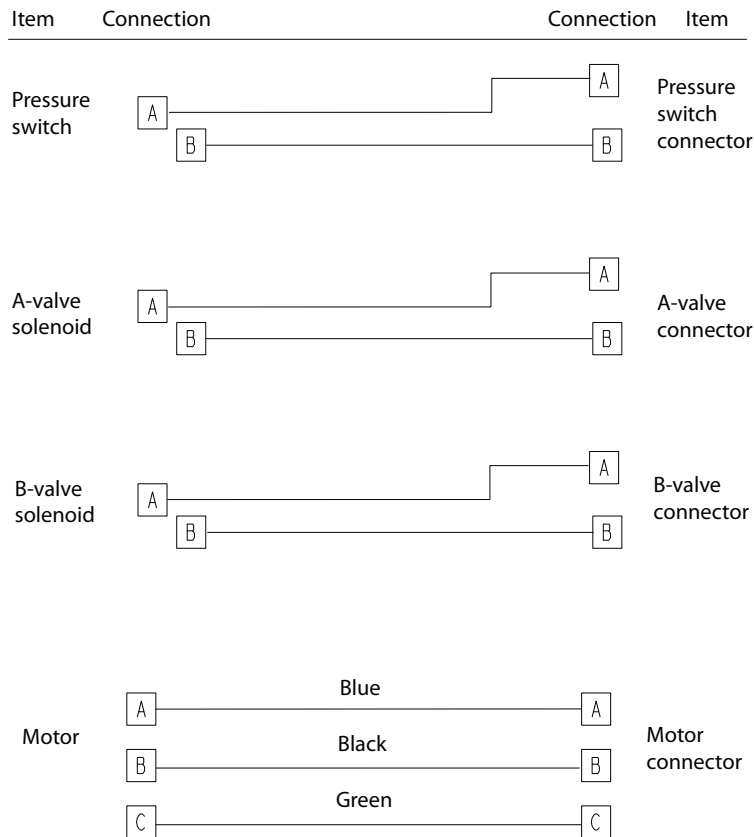 Item Connection Connection Item
Pressure
switch
A
B
A
B
Pressure
switch
connector
A-valve
solenoid
A
B
A
B
A-valve
connector
B-valve
solenoid
A
B
A
B
B-valve
connector
Motor
A
B
C
Blue
Black
Green
A
B
C
Motor
connector